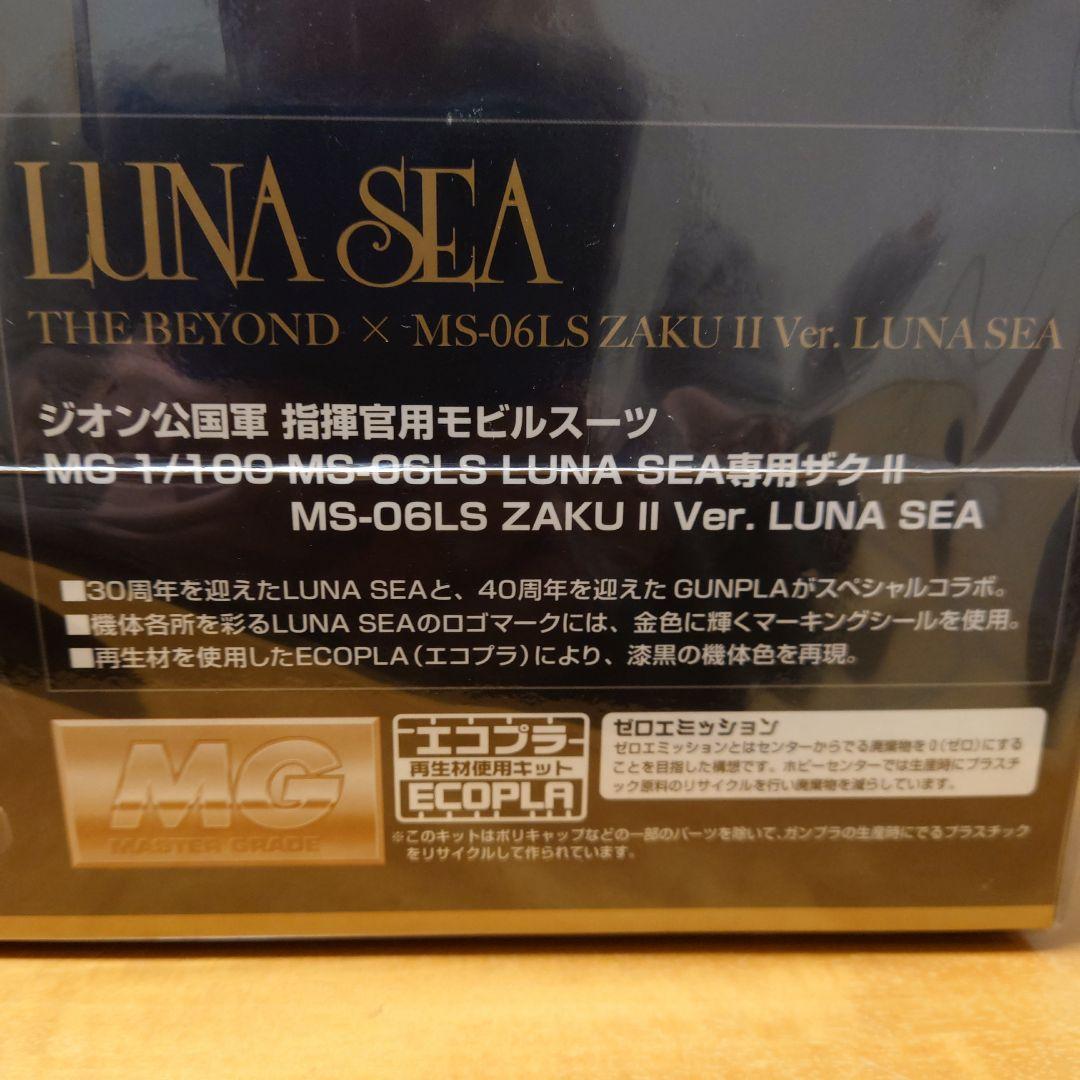 LUNA SEA
THE BEYOND × MS-06LS ZAKU II Ver. LUNA SEA
ジオン公国軍 指揮官用モビルスーツ
MG 1/100 MS-06LS LUNA SEA専用ザク II
MS-06LS ZAKU II Ver. LUNA SEA
■30周年を迎えたLUNA SEAと、40周年を迎えた GUNPLAがスペシャルコラボ。
■機体各所を彩るLUNA SEAのロゴマークには、金色に輝くマーキングシールを使用。
■再生材を使用したECOPLA(エコプラ)により、漆黒の機体色を再現。
MG
MASTER GRADE
エコプラ
再生材使用キット
ECOPLA
ゼロエミッション
ゼロエミッションとはセンターからでる廃棄物を0(ゼロ)にする
ことを目指した構想です。ホビーセンターでは生産時にプラスチ
ック原料のリサイクルを行い廃棄物を減らしています。
※このキットはポリキャップなどの一部のパーツを除いて、ガンプラの生産時にでるプラスチック
をリサイクルして作られています。